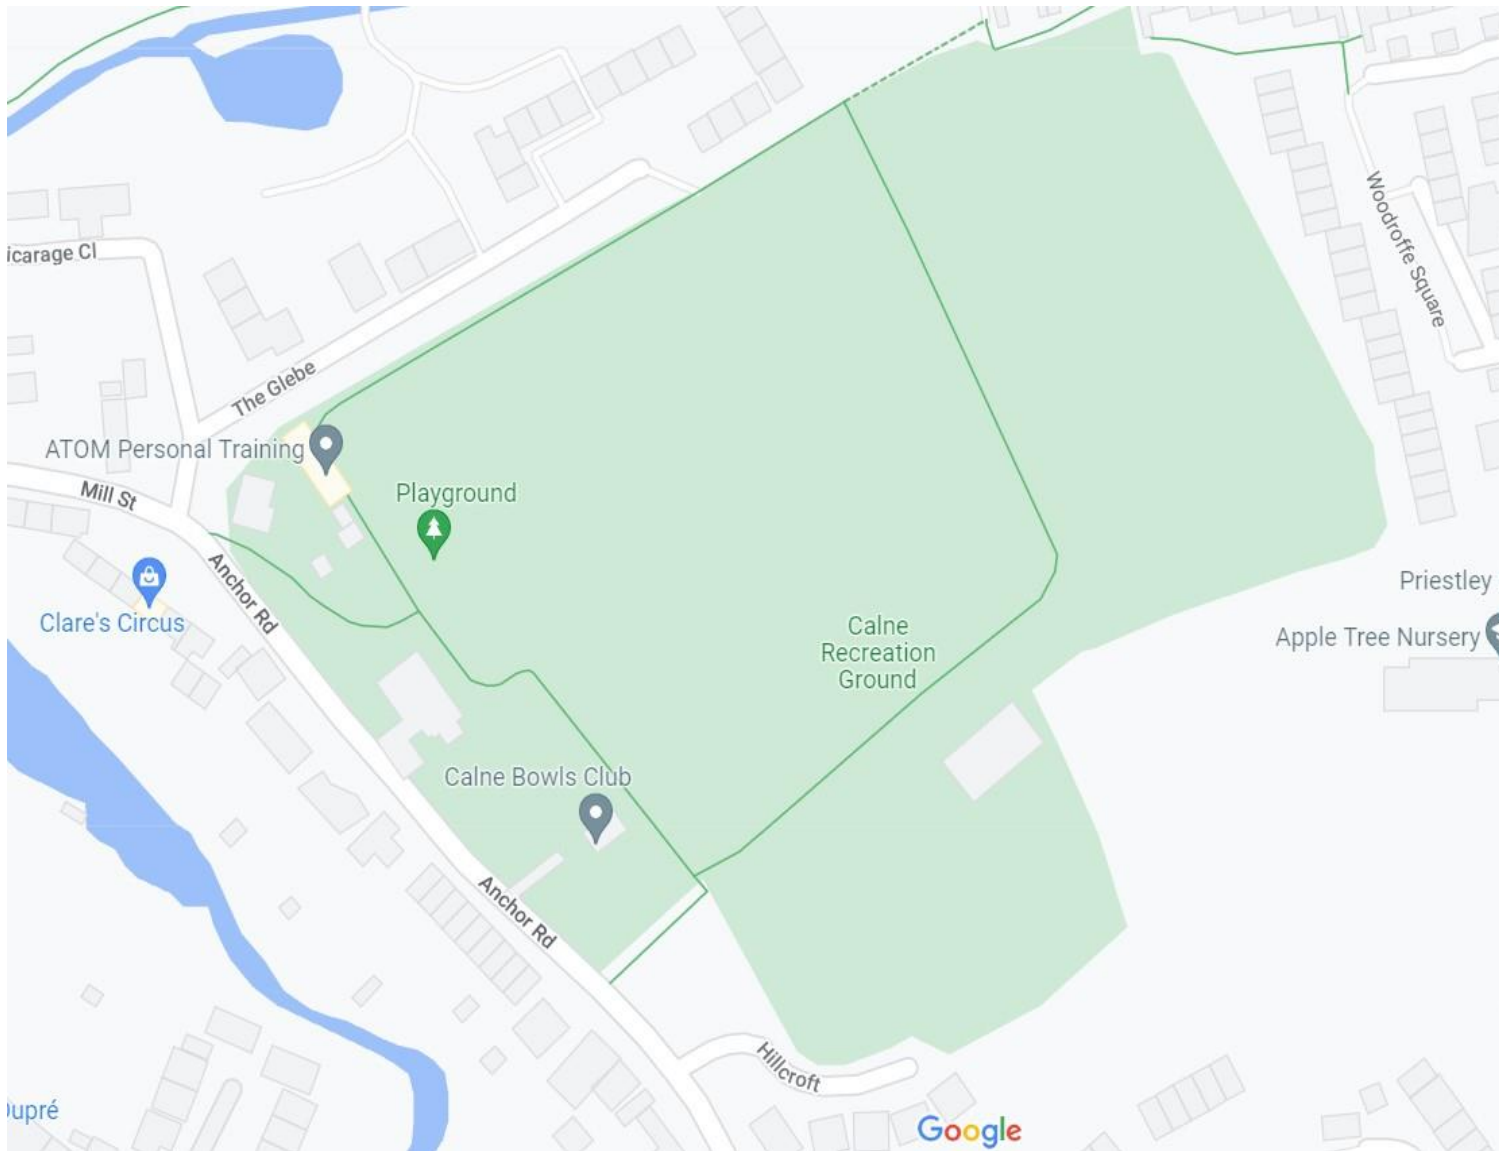 icarage Cl
Woodroffe Square
The Glebe
ATOM Personal Training
Mill St
Playground
Anchor Rd
Clare's Circus
Priestley
Calne
Recreation
Ground
Apple Tree Nursery
Calne Bowls Club
Anchor Rd
Hillcroft
Dupré
Google